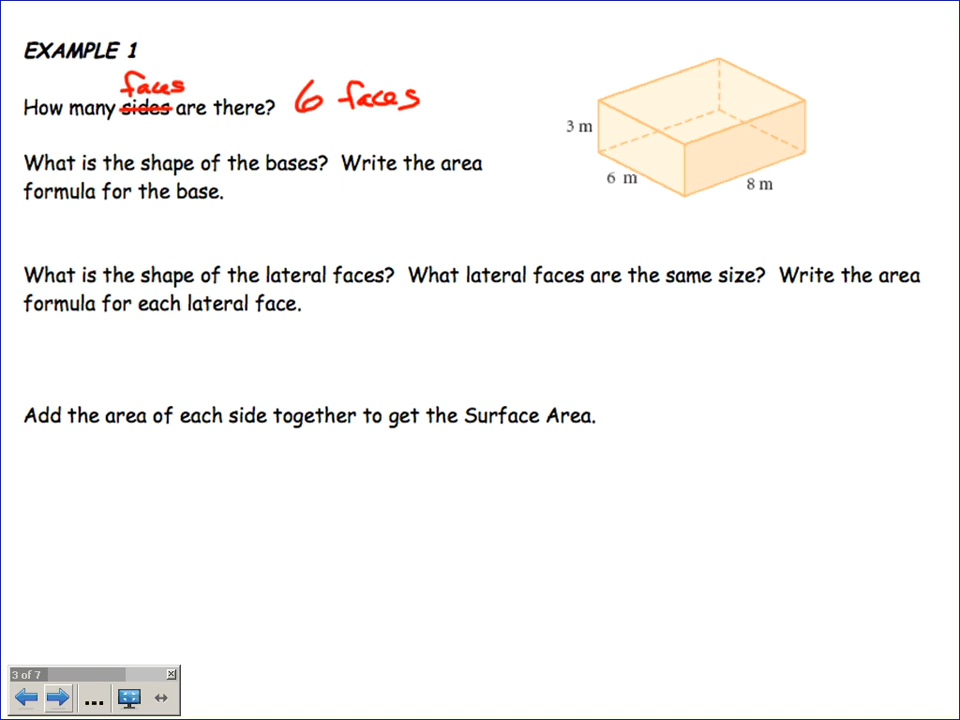 EXAMPLE 1
faces
How many sides are there? 6 faces
3 m
What is the shape of the bases? Write the area
formula for the base.
6 m
8 m
What is the shape of the lateral faces? What lateral faces are the same size? Write the area
formula for each lateral face.
Add the area of each side together to get the Surface Area.
3 of 7
...